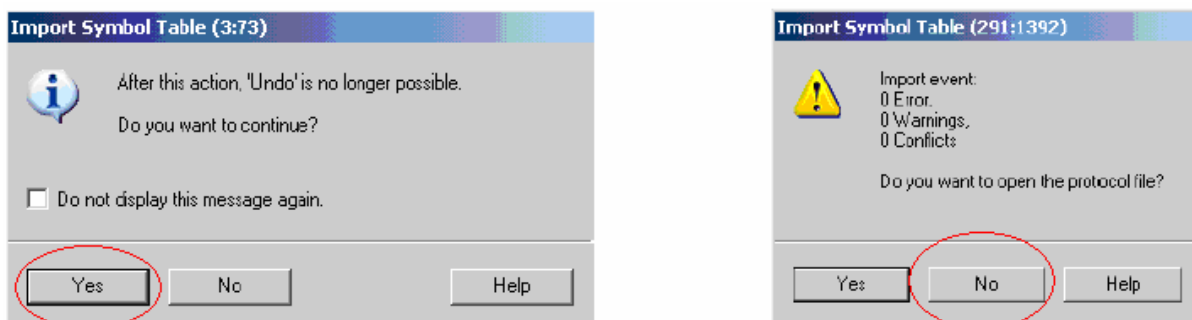 Import Symbol Table (3:73)
After this action, 'Undo' is no longer possible.
Do you want to continue?
Do not display this message again.
Yes
No
Help
Import Symbol Table (291:1392)
Import event:
0 Error.
0 Warnings,
0 Conflicts
Do you want to open the protocol file?
Yes
No
Help